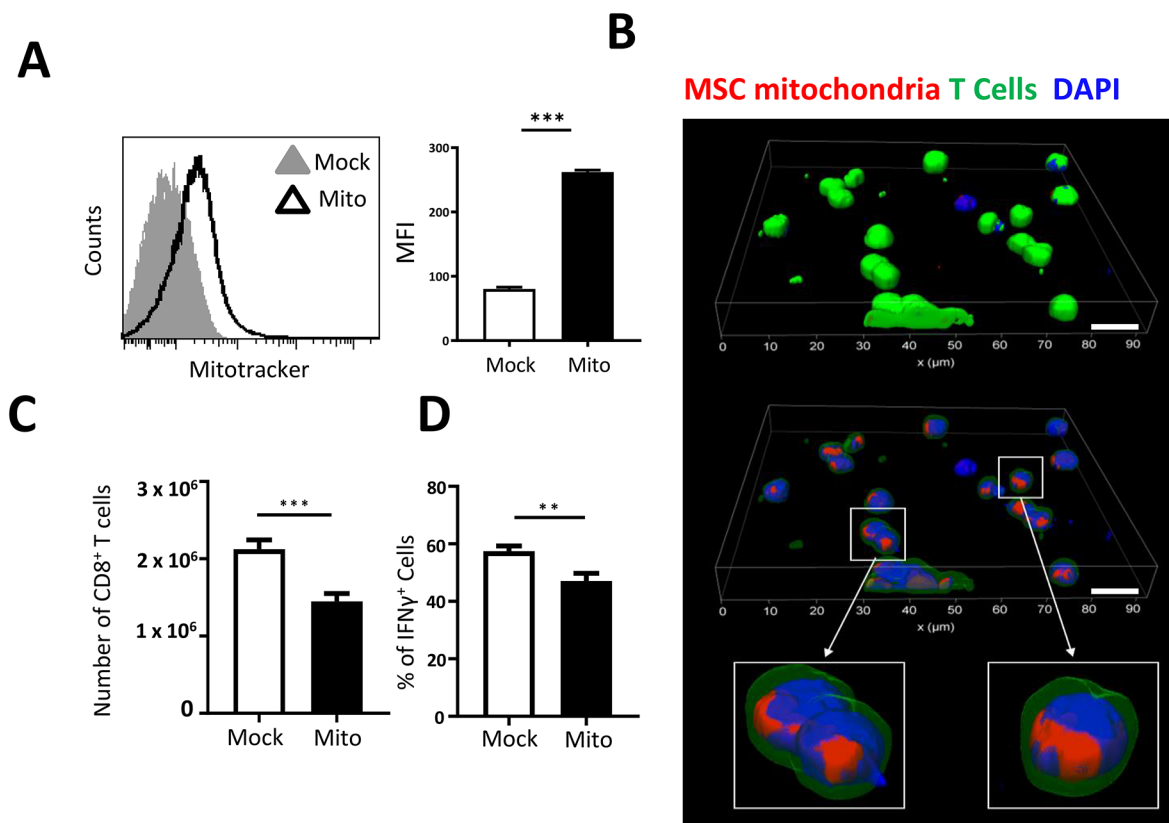 A
Counts
Mock
Mito
Mitotracker
***
MFI
300
200
100
0
Mock
Mito
B
MSC mitochondria T Cells DAPI
0 10 20 30 40 50 60 70 80 90
x (µm)
0 10 20 30 40 50 60 70 80 90
x (µm)
C
Number of CD8⁺ T cells
3 x 10⁶
2 x 10⁶
1 x 10⁶
0
***
Mock
Mito
D
% of IFNγ⁺ Cells
80
60
40
20
0
**
Mock
Mito